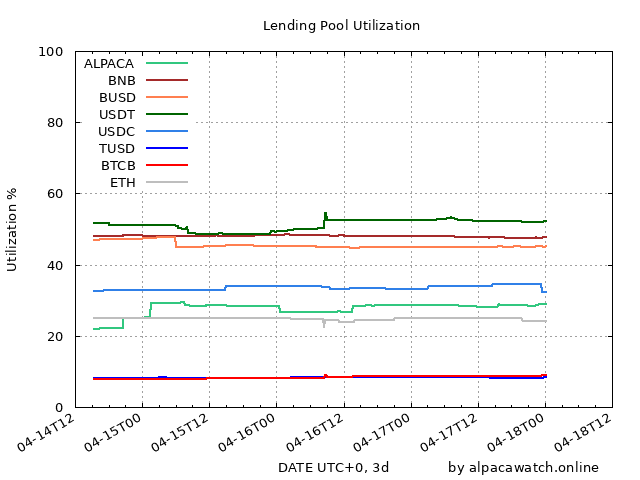 Lending Pool Utilization
Utilization %
100
80
60
40
20
0
ALPACA
BNB
BUSD
USDT
USDC
TUSD
BTCB
ETH
04-14T12
04-15T00
04-15T12
04-16T00
04-16T12
04-17T00
04-17T12
04-18T00
04-18T12
DATE UTC+0, 3d
by alpacawatch.online